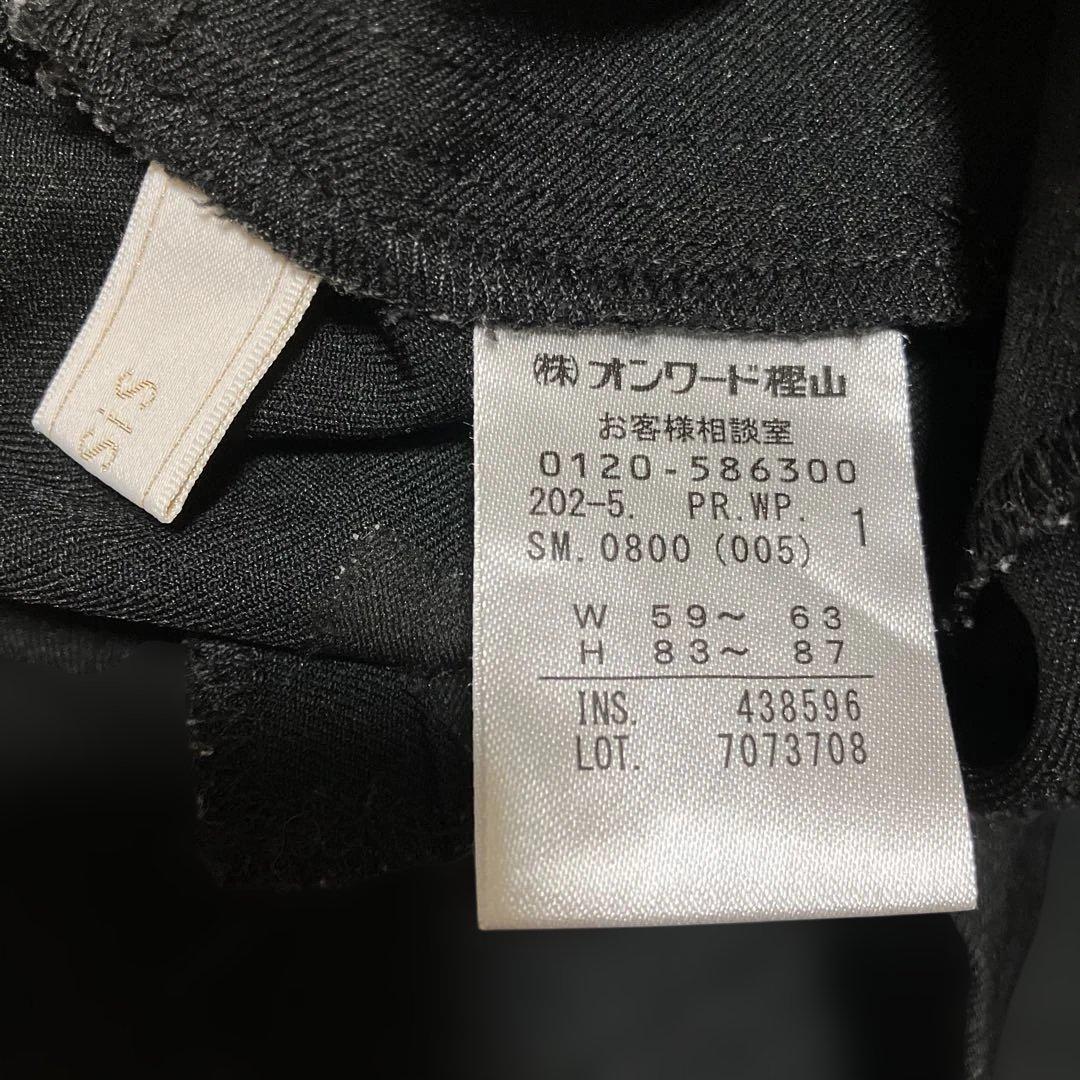 SiS
㈱オンワード樫山
お客様相談室
0120-586300
202-5. PR.WP. 1
SM.0800 (005)
W 59〜 63
H 83〜 87
INS. 438596
LOT. 7073708